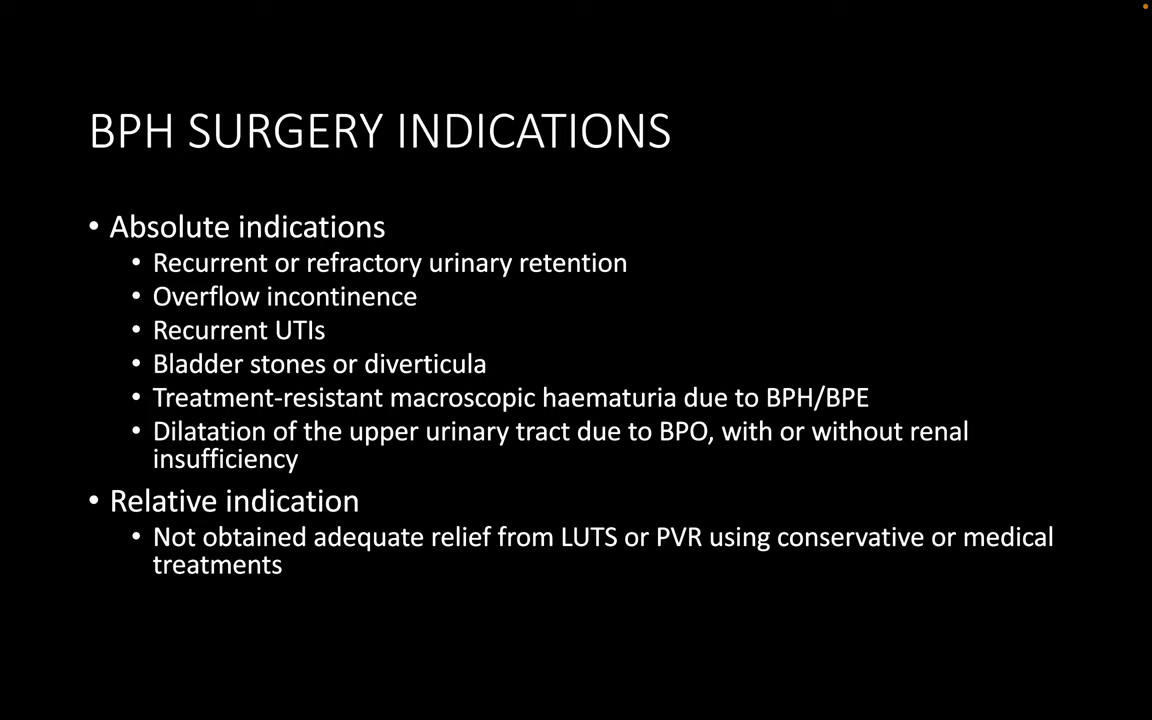 BPH SURGERY INDICATIONS
• Absolute indications
• Recurrent or refractory urinary retention
• Overflow incontinence
• Recurrent UTIs
• Bladder stones or diverticula
• Treatment-resistant macroscopic haematuria due to BPH/BPE
• Dilatation of the upper urinary tract due to BPO, with or without renal
insufficiency
• Relative indication
• Not obtained adequate relief from LUTS or PVR using conservative or medical
treatments